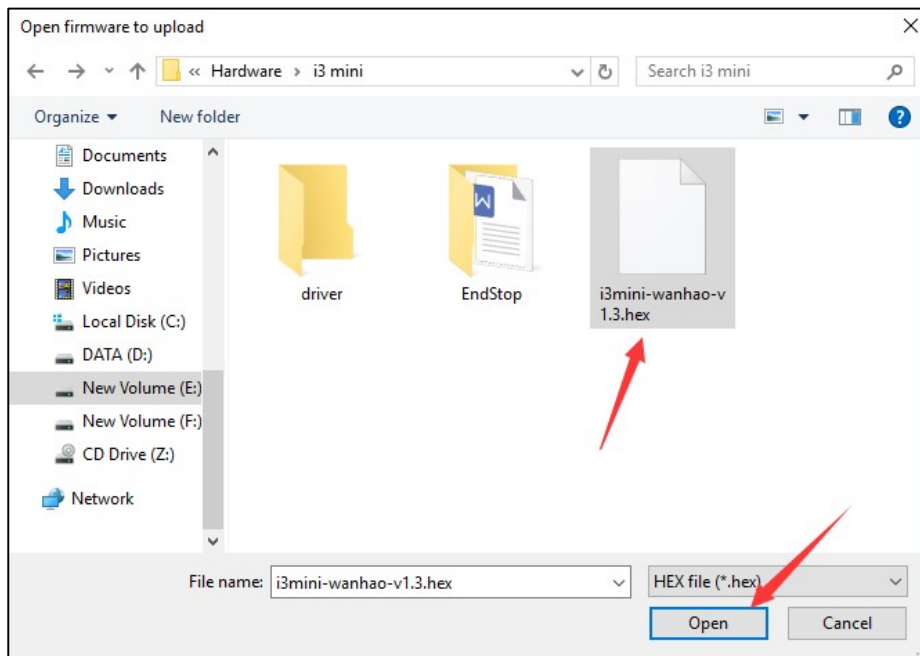 Open firmware to upload
« Hardware › i3 mini
Search i3 mini
Organize
New folder
Documents
Downloads
Music
Pictures
Videos
Local Disk (C:)
DATA (D:)
New Volume (E:)
New Volume (F:)
CD Drive (Z:)
Network
driver
EndStop
i3mini-wanhao-v
1.3.hex
File name: i3mini-wanhao-v1.3.hex
HEX file (*.hex)
Open
Cancel